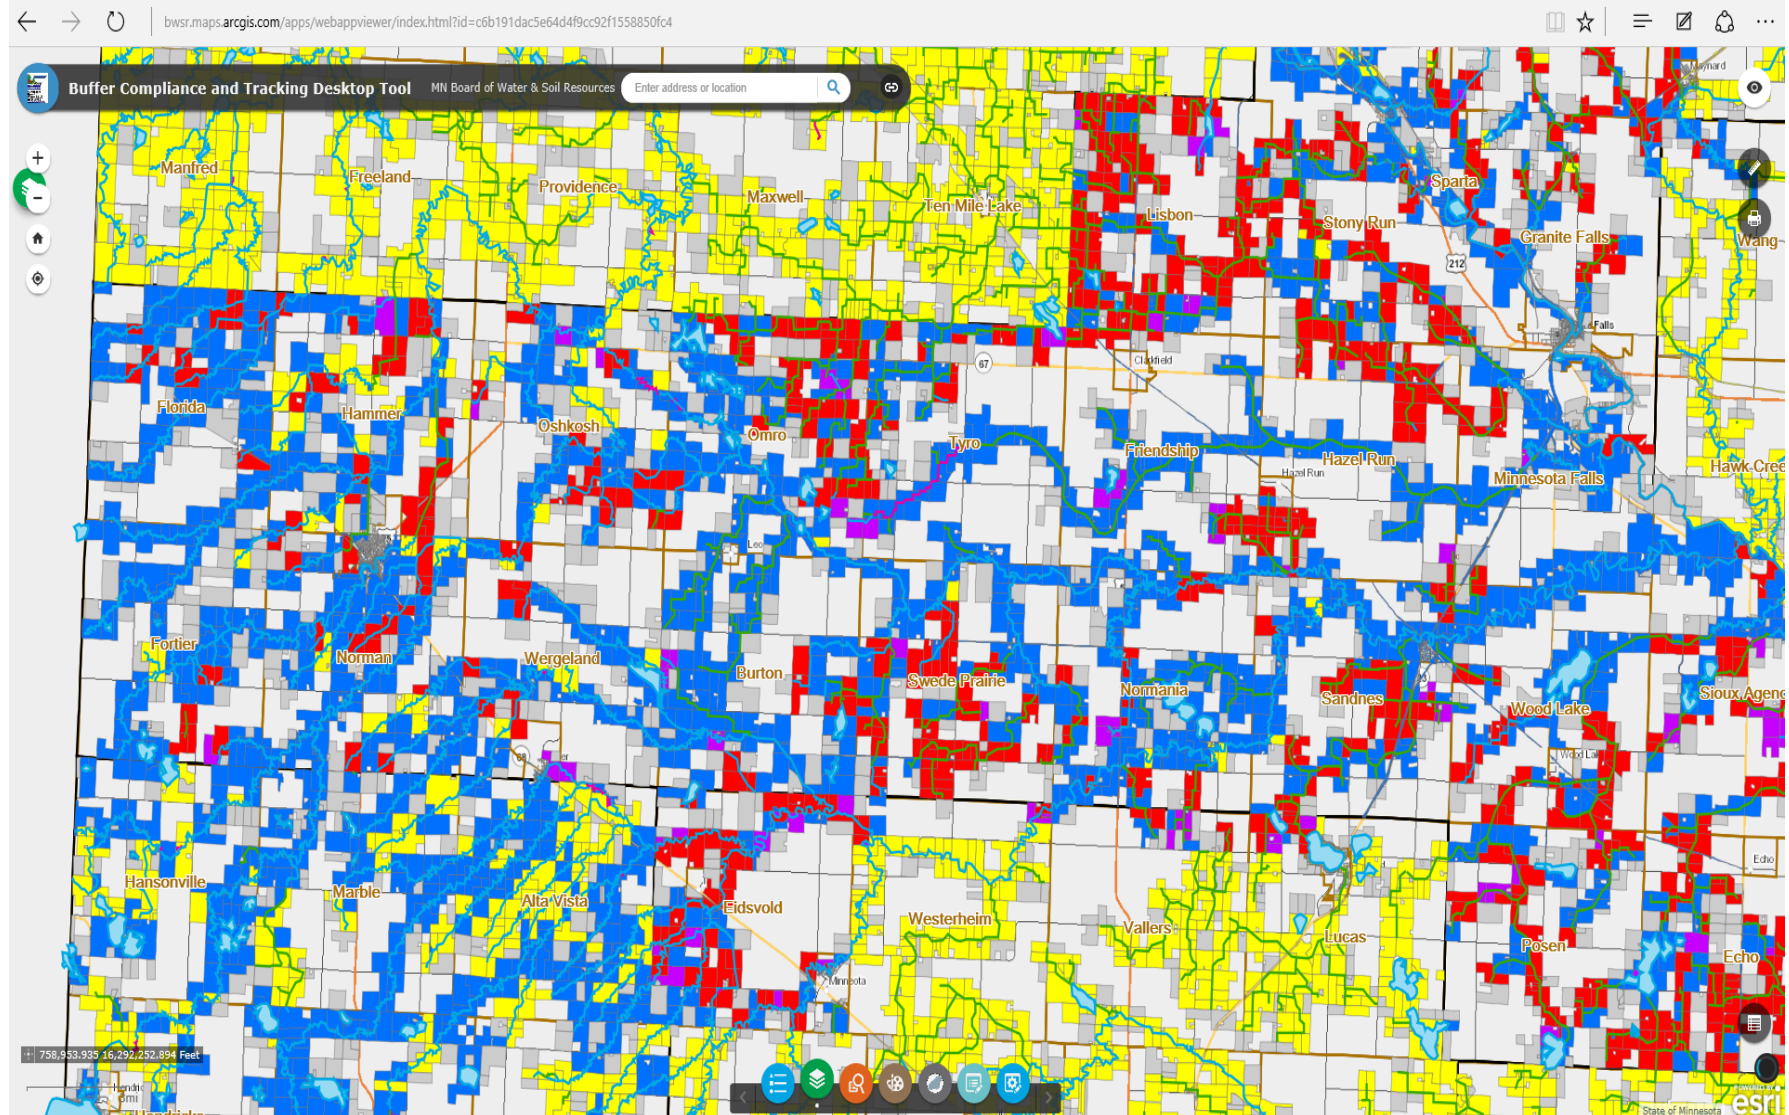 bwsr.maps.arcgis.com/apps/webappviewer/index.html?id=c6b191dac5e64d4f9cc92f1558850fc4
Buffer Compliance and Tracking Desktop Tool
MN Board of Water & Soil Resources
Enter address or location
Manfred
Freeland
Providence
Maxwell
Ten Mile Lake
Lisbon
Stony Run
Sparta
Granite Falls
Wang
212
Falls
67
Clarkfield
Florida
Hammer
Oshkosh
Omro
Tyro
Friendship
Hazel Run
Hazel Run
Minnesota Falls
Hawk Cree
Fortier
Norman
Wergeland
Burton
Swede Prairie
Normania
Sandnes
Wood Lake
Sioux Agenc
68
Hansonville
Marble
Alta Vista
Eidsvold
Westerheim
Vallers
Lucas
Posen
Echo
Echo
Minneota
758,953.935 16,292,252.894 Feet
State of Minnesota
esri